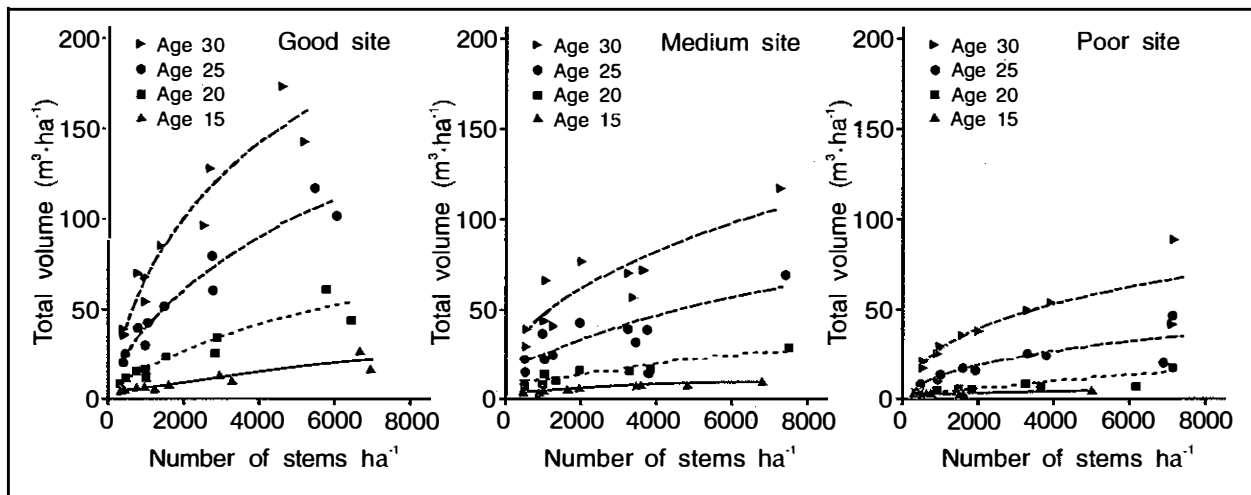 Good site
Age 30
Age 25
Age 20
Age 15
200
150
100
50
0
Total volume (m³·ha⁻¹)
0 2000 4000 6000 8000
Number of stems ha⁻¹
Medium site
Age 30
Age 25
Age 20
Age 15
200
150
100
50
0
Total volume (m³·ha⁻¹)
0 2000 4000 6000 8000
Number of stems ha⁻¹
Poor site
Age 30
Age 25
Age 20
Age 15
200
150
100
50
0
Total volume (m³·ha⁻¹)
0 2000 4000 6000 8000
Number of stems ha⁻¹